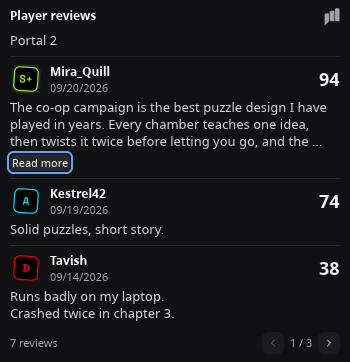 Player reviews
Portal 2
S+
Mira_Quill
09/20/2026
94
The co-op campaign is the best puzzle design I have
played in years. Every chamber teaches one idea,
then twists it twice before letting you go, and the ...
Read more
A
Kestrel42
09/19/2026
74
Solid puzzles, short story.
D
Tavish
09/14/2026
38
Runs badly on my laptop.
Crashed twice in chapter 3.
7 reviews
1 / 3